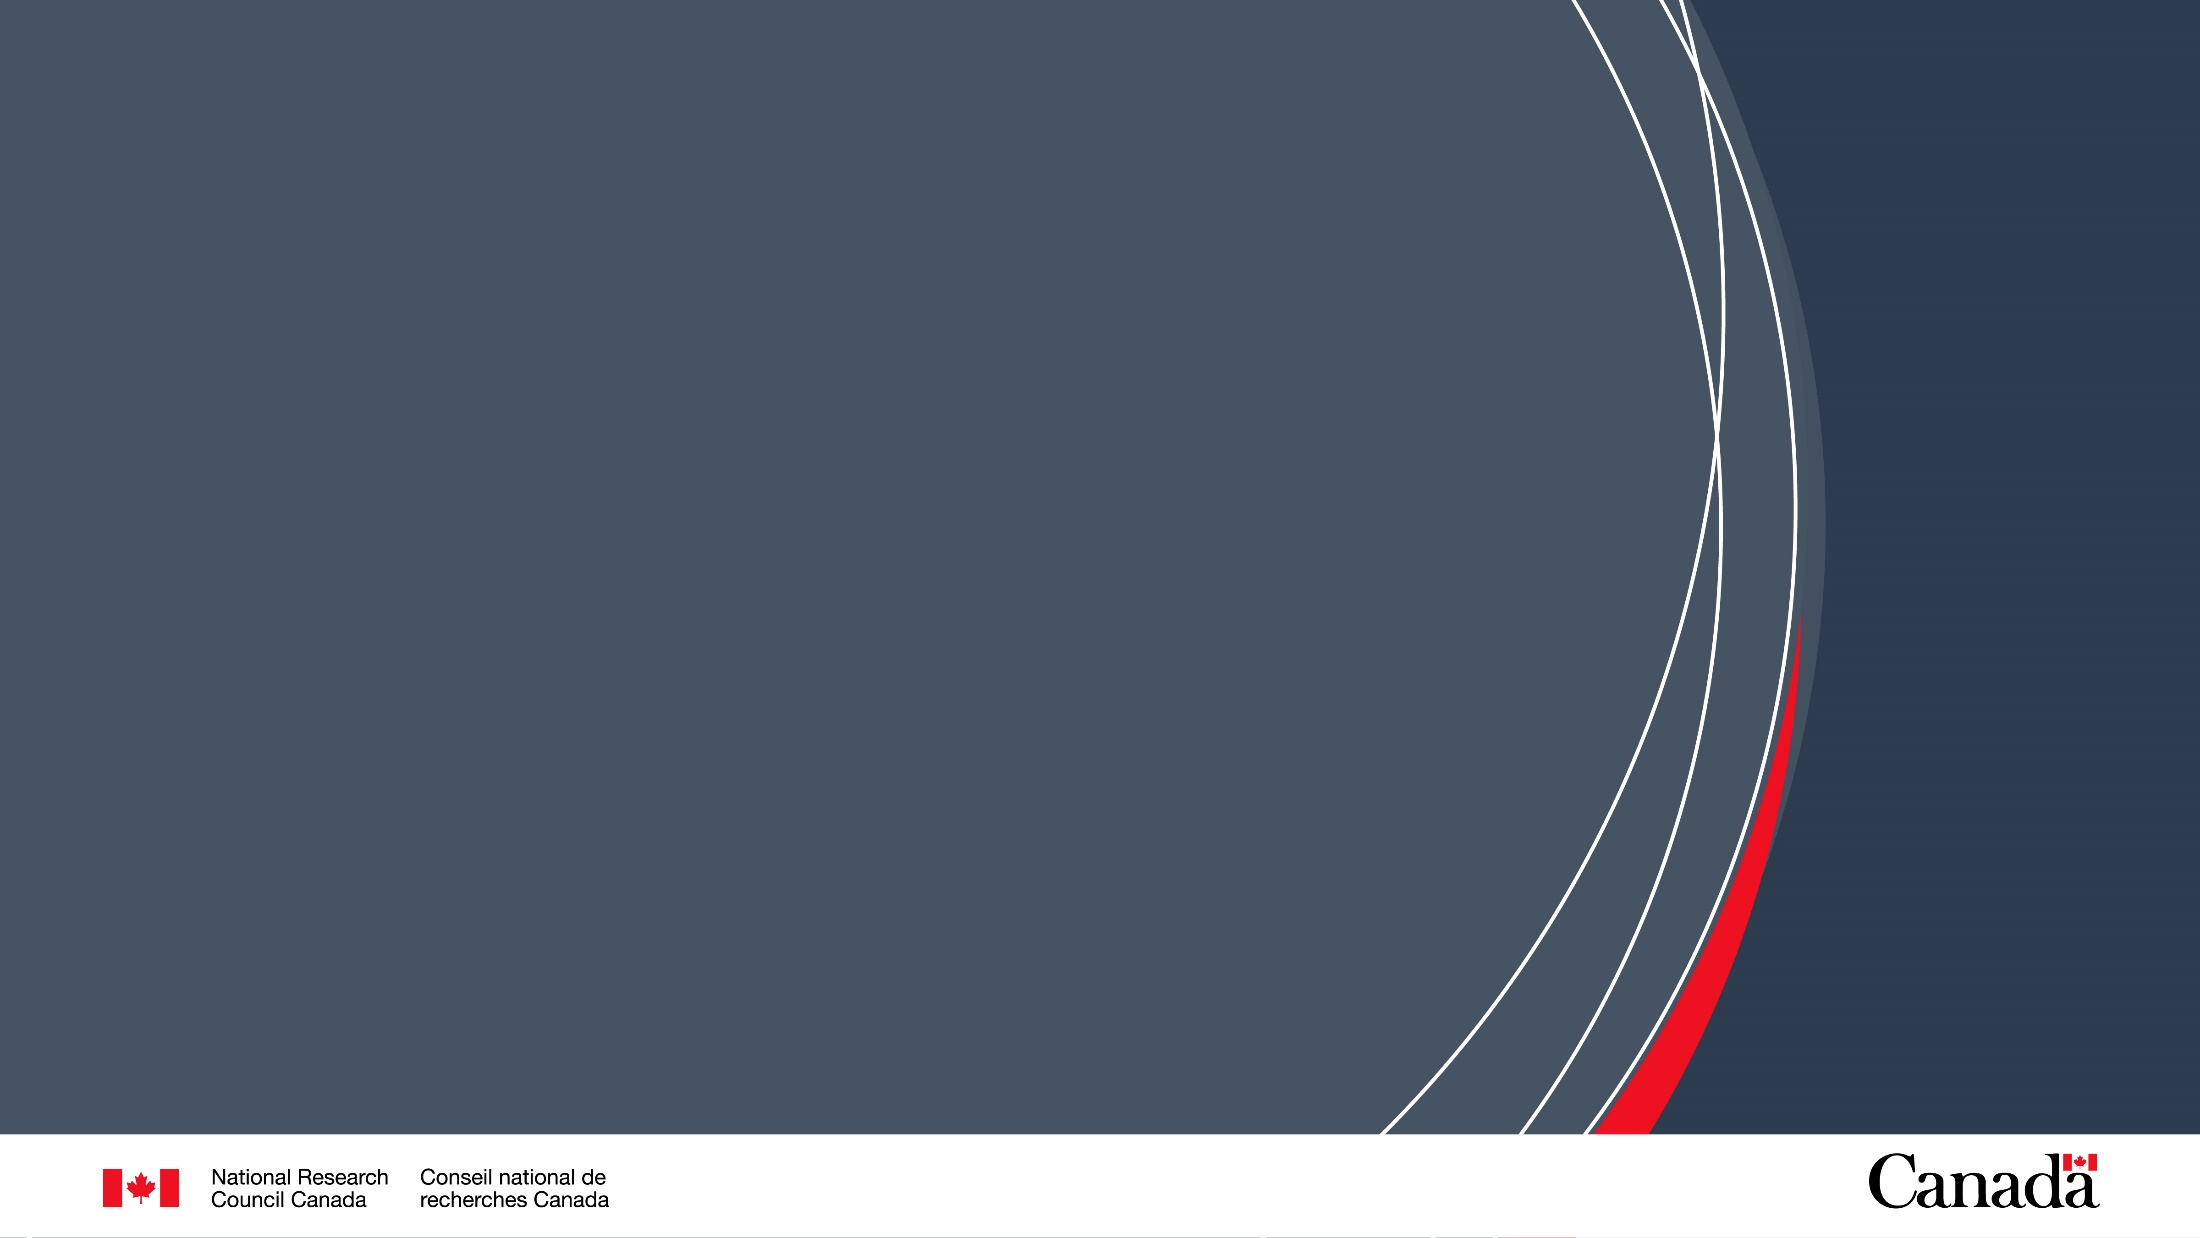 National Research
Council Canada
Conseil national de
recherches Canada
Canada